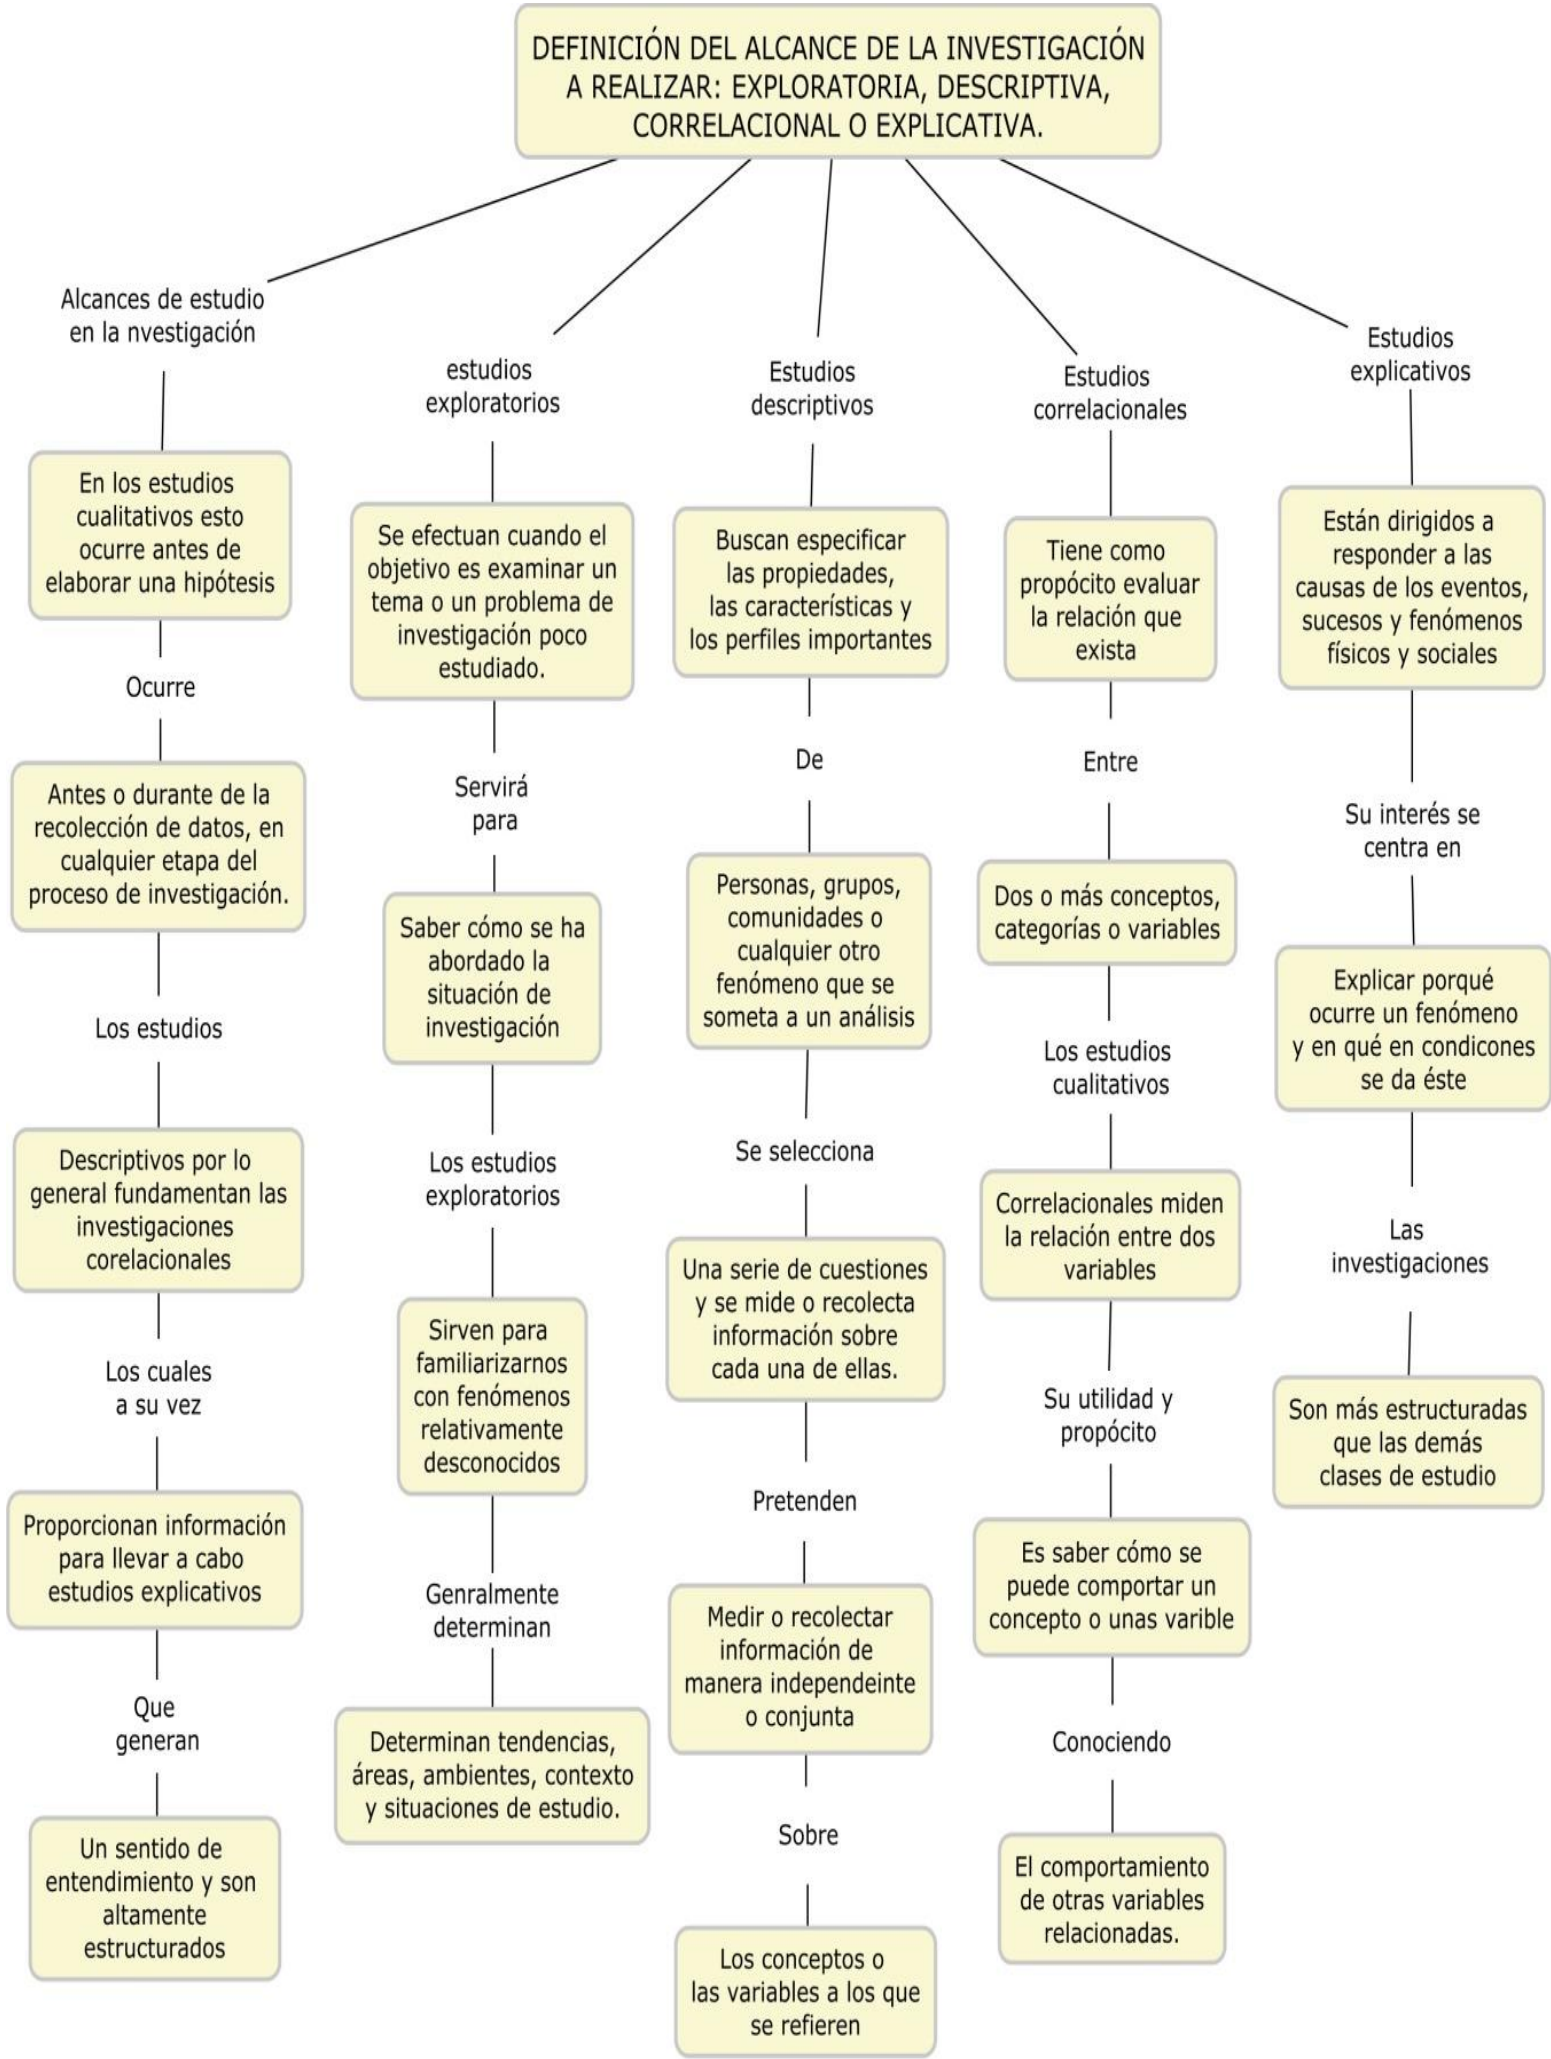 DEFINICIÓN DEL ALCANCE DE LA INVESTIGACIÓN
A REALIZAR: EXPLORATORIA, DESCRIPTIVA,
CORRELACIONAL O EXPLICATIVA.
Alcances de estudio
en la nvestigación
En los estudios
cualitativos esto
ocurre antes de
elaborar una hipótesis
Ocurre
Antes o durante de la
recolección de datos, en
cualquier etapa del
proceso de investigación.
Los estudios
Descriptivos por lo
general fundamentan las
investigaciones
corelacionales
Los cuales
a su vez
Proporcionan información
para llevar a cabo
estudios explicativos
Que
generan
Un sentido de
entendimiento y son
altamente
estructurados
estudios
exploratorios
Se efectuan cuando el
objetivo es examinar un
tema o un problema de
investigación poco
estudiado.
Servirá
para
Saber cómo se ha
abordado la
situación de
investigación
Los estudios
exploratorios
Sirven para
familiarizarnos
con fenómenos
relativamente
desconocidos
Genralmente
determinan
Determinan tendencias,
áreas, ambientes, contexto
y situaciones de estudio.
Estudios
descriptivos
Buscan especificar
las propiedades,
las características y
los perfiles importantes
De
Personas, grupos,
comunidades o
cualquier otro
fenómeno que se
someta a un análisis
Se selecciona
Una serie de cuestiones
y se mide o recolecta
información sobre
cada una de ellas.
Pretenden
Medir o recolectar
información de
manera independeinte
o conjunta
Sobre
Los conceptos o
las variables a los que
se refieren
Estudios
correlacionales
Tiene como
propócito evaluar
la relación que
exista
Entre
Dos o más conceptos,
categorías o variables
Los estudios
cualitativos
Correlacionales miden
la relación entre dos
variables
Su utilidad y
propócito
Es saber cómo se
puede comportar un
concepto o unas varible
Conociendo
El comportamiento
de otras variables
relacionadas.
Estudios
explicativos
Están dirigidos a
responder a las
causas de los eventos,
sucesos y fenómenos
físicos y sociales
Su interés se
centra en
Explicar porqué
ocurre un fenómeno
y en qué en condicones
se da éste
Las
investigaciones
Son más estructuradas
que las demás
clases de estudio